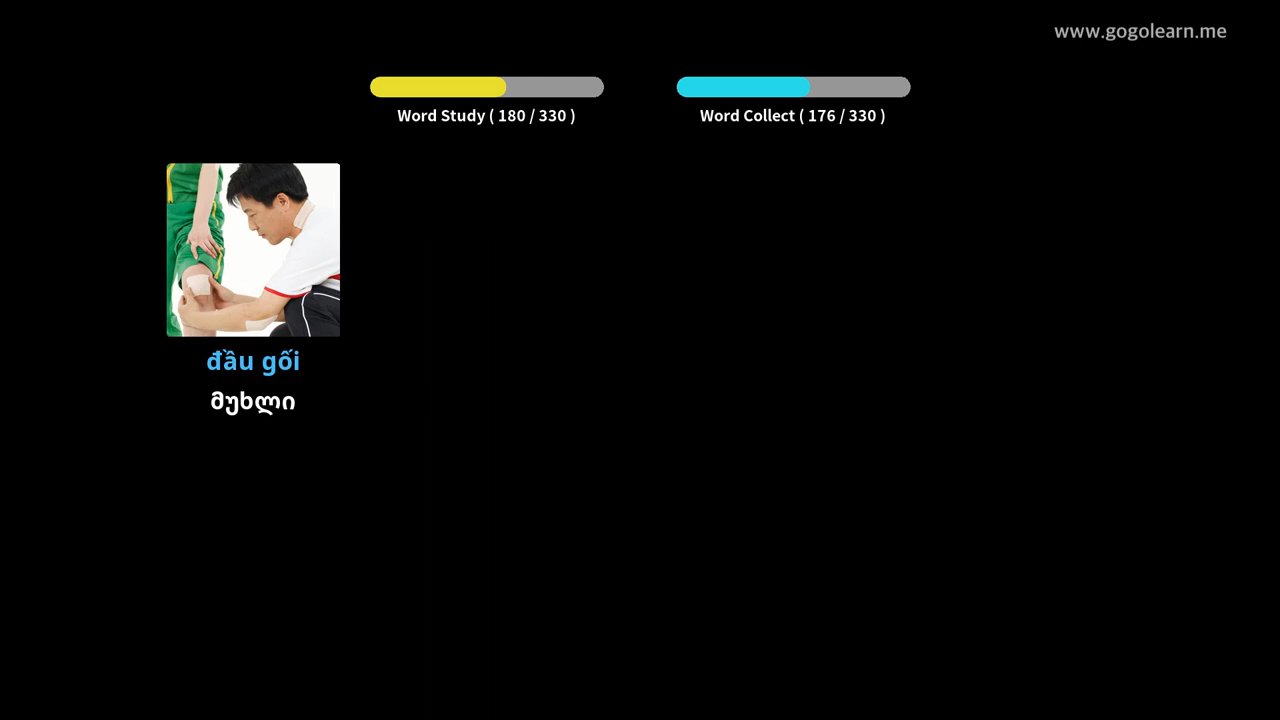 www.gogolearn.me
Word Study ( 180 / 330 )
Word Collect ( 176 / 330 )
đầu gối
მუხლი